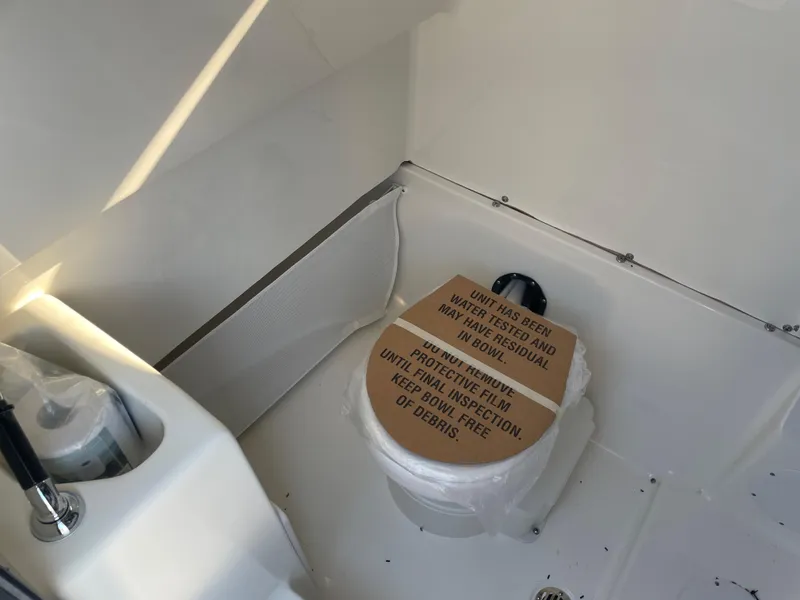 UNIT HAS BEEN
WATER TESTED AND
MAY HAVE RESIDUAL
IN BOWL.
DO NOT REMOVE
PROTECTIVE FILM
UNTIL FINAL INSPECTION.
KEEP BOWL FREE
OF DEBRIS.